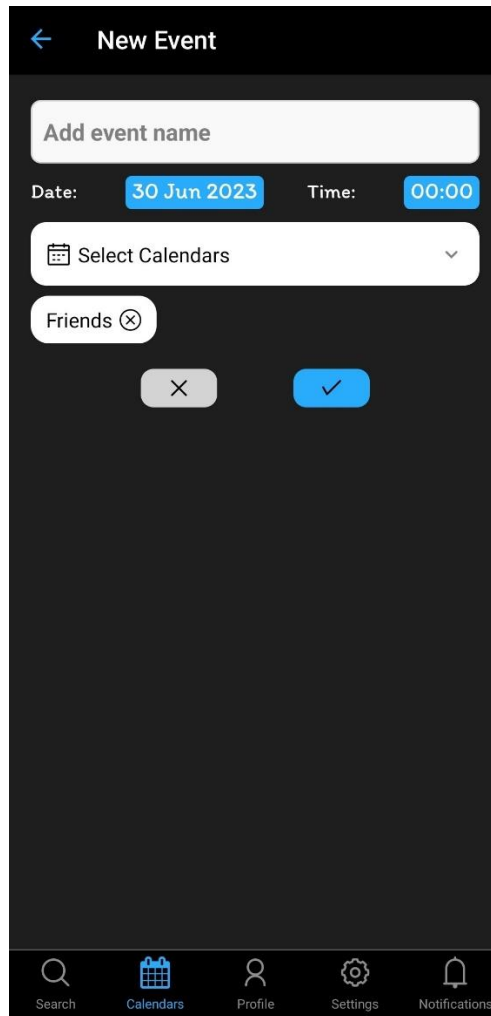 New Event
Add event name
Date: 30 Jun 2023 Time: 00:00
Select Calendars
Friends
Search Calendars Profile Settings Notifications